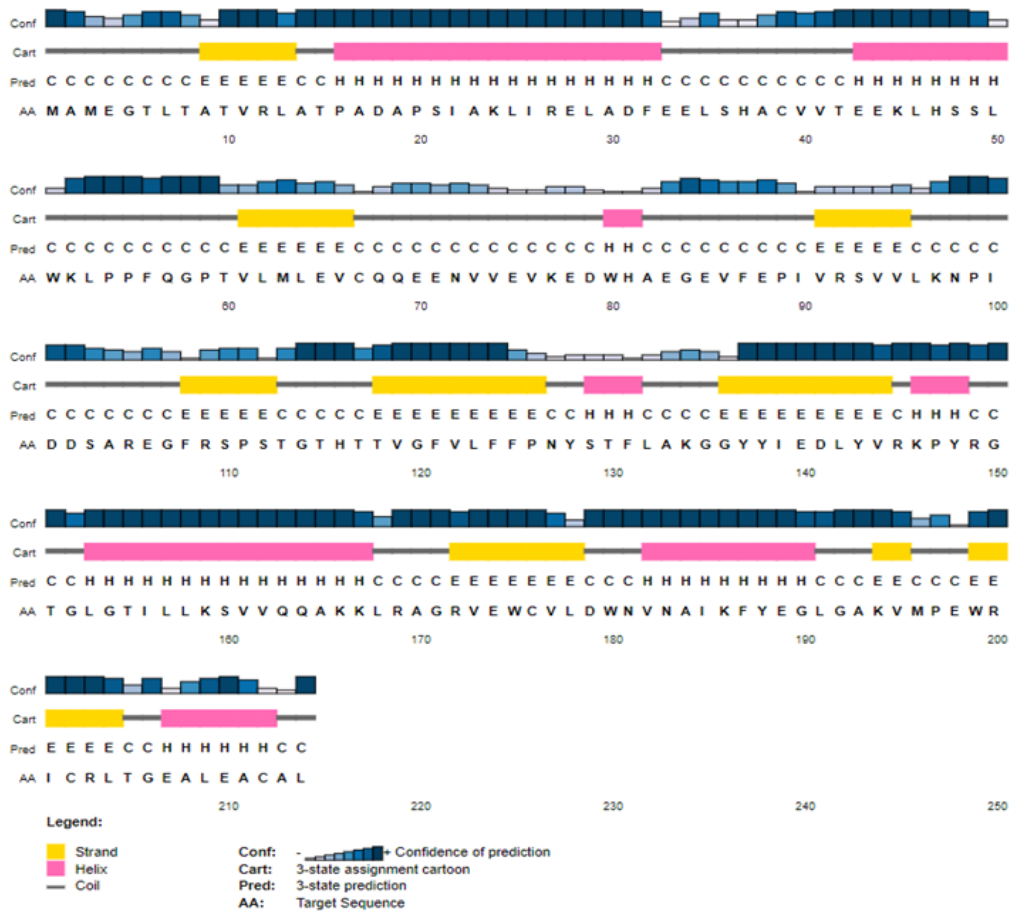 Conf
Cart
Pred C C C C C C C C E E E E E C C H H H H H H H H H H H H H H H H H C C C C C C C C C C H H H H H H H H
AA M A M E G T L T A T V R L A T P A D A P S I A K L I R E L A D F E E L S H A C V V T E E K L H S S L
10 20 30 40 50
Conf
Cart
Pred C C C C C C C C C C E E E E E E C C C C C C C C C C C C C H H C C C C C C C C C E E E E E C C C C C
AA W K L P P F Q G P T V L M L E V C Q Q E E N V V E V K E D W H A E G E V F E P I V R S V V L K N P I
60 70 80 90 100
Conf
Cart
Pred C C C C C C C E E E E E C C C C C E E E E E E E E E C C H H H C C C C E E E E E E E E E C H H H C C
AA D D S A R E G F R S P S T G T H T T V G F V L F F P N Y S T F L A K G G Y Y I E D L Y V R K P Y R G
110 120 130 140 150
Conf
Cart
Pred C C H H H H H H H H H H H H H H H C C C C E E E E E E E C C C H H H H H H H H H C C C E E C C C E E
AA T G L G T I L L K S V V Q Q A K K L R A G R V E W C V L D W N V N A I K F Y E G L G A K V M P E W R
160 170 180 190 200
Conf
Cart
Pred E E E E C C H H H H H H C C
AA I C R L T G E A L E A C A L
210 220 230 240 250
Legend:
Strand Conf: - + Confidence of prediction
Helix Cart: 3-state assignment cartoon
Coil Pred: 3-state prediction
AA: Target Sequence